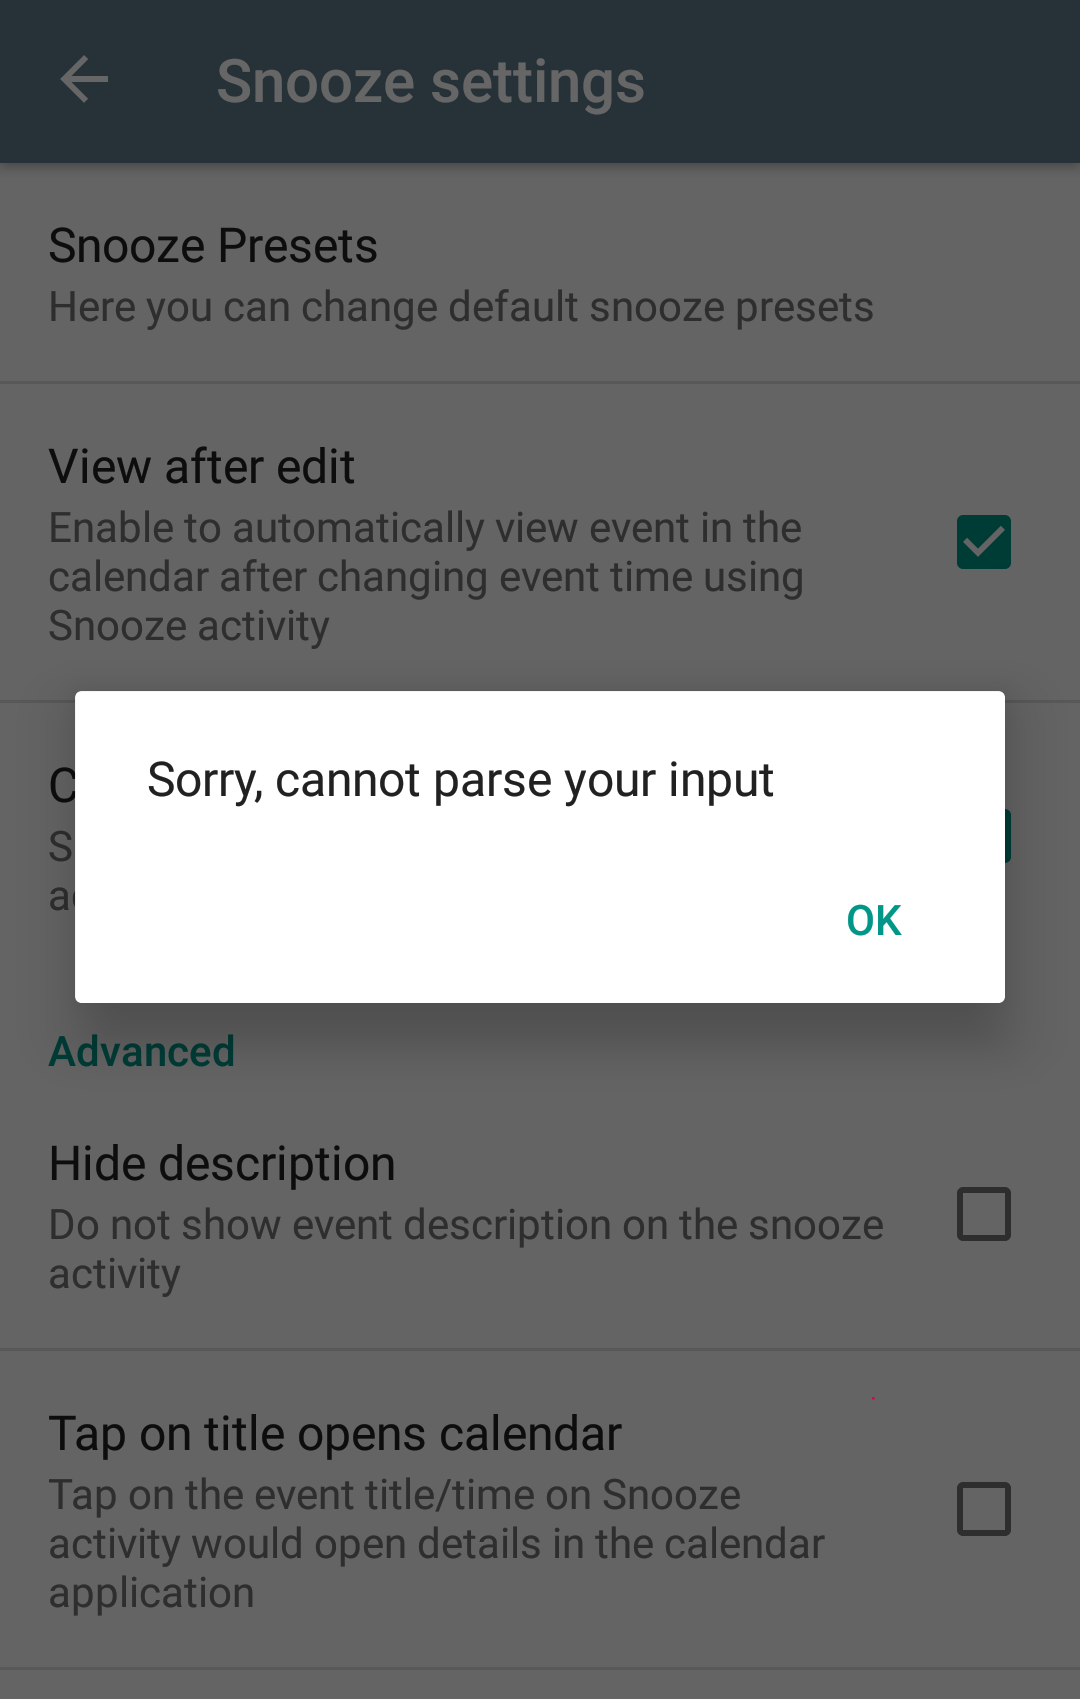 Snooze settings
Snooze Presets
Here you can change default snooze presets
View after edit
Enable to automatically view event in the
calendar after changing event time using
Snooze activity
Sorry, cannot parse your input
OK
Advanced
Hide description
Do not show event description on the snooze
activity
Tap on title opens calendar
Tap on the event title/time on Snooze
activity would open details in the calendar
application